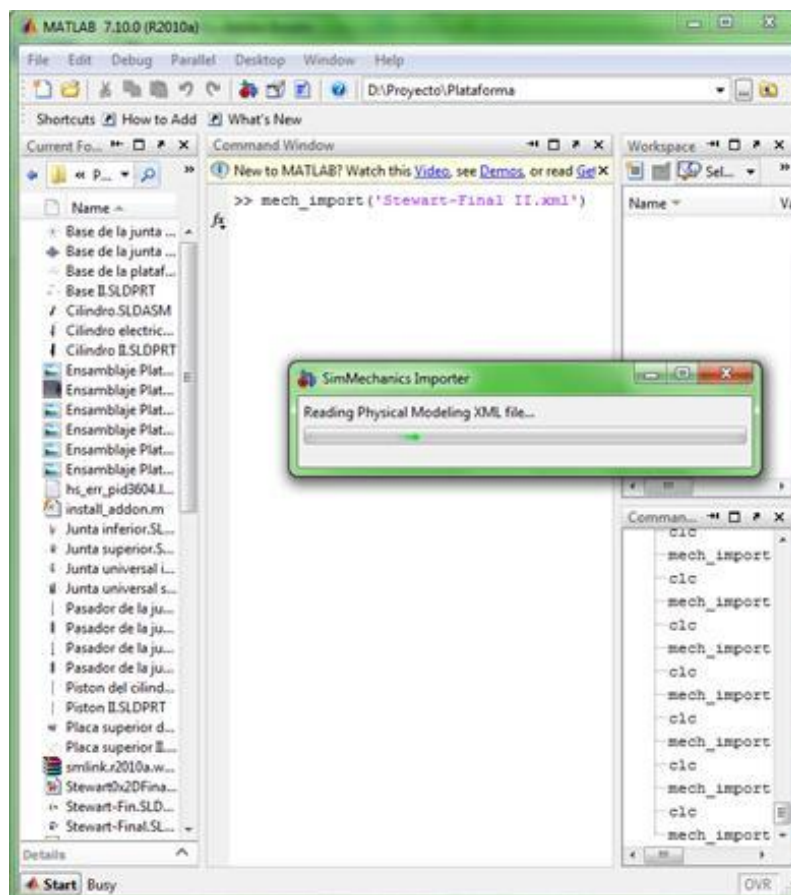 MATLAB 7.10.0 (R2010a)
File Edit Debug Parallel Desktop Window Help
D:\Proyecto\Plataforma
Shortcuts How to Add What's New
Current Fo...
« P...
Name
Base de la junta ...
Base de la junta ...
Base de la plataf...
Base II.SLDPRT
Cilindro.SLDASM
Cilindro electric...
Cilindro II.SLDPRT
Ensamblaje Plat...
Ensamblaje Plat...
Ensamblaje Plat...
Ensamblaje Plat...
Ensamblaje Plat...
Ensamblaje Plat...
hs_err_pid3604.l...
install_addon.m
Junta inferior.SL...
Junta superior.S...
Junta universal i...
Junta universal s...
Pasador de la ju...
Pasador de la ju...
Pasador de la ju...
Pasador de la ju...
Piston del cilind...
Piston II.SLDPRT
Placa superior d...
Placa superior II....
smlink.r2010a.w...
Stewart0x2DFina...
Stewart-Fin.SLD...
Stewart-Final.SL...
Details
Command Window
New to MATLAB? Watch this Video, see Demos, or read Get
>> mech_import('Stewart-Final II.xml')
fx
SimMechanics Importer
Reading Physical Modeling XML file...
Workspace
Sel...
Name
Comman...
clc
mech_import
clc
mech_import
clc
mech_import
clc
mech_import
clc
mech_import
clc
mech_import
clc
mech_import
Start Busy
OVR